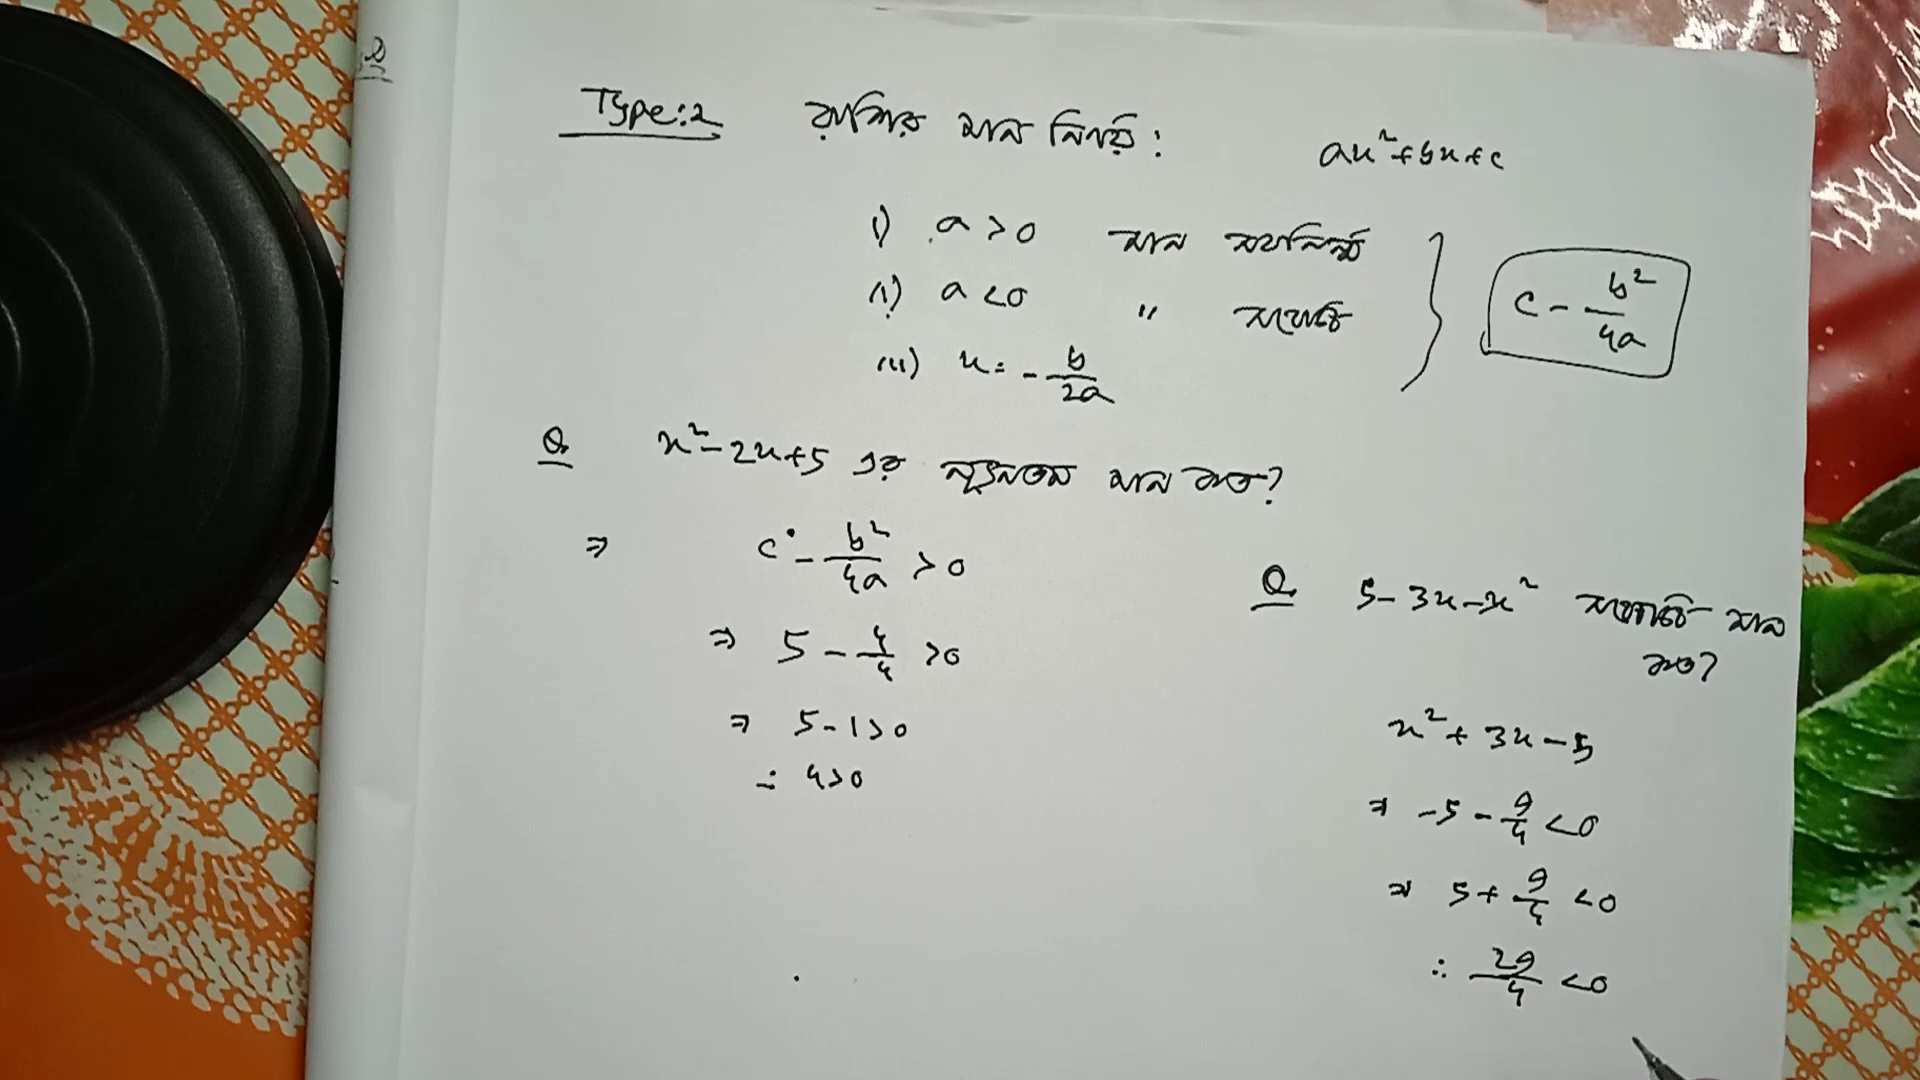 Type:2 রাশির মান নির্ণয়: ax²+bx+c
i) a > 0 মান সর্বনিম্ন
ii) a < 0 " সর্বোচ্চ
iii) x = - b/2a
c - b²/4a
Q x² - 2x + 5 এর ন্যূনতম মান কত?
⇒ c - b²/4a > 0
⇒ 5 - 4/4 > 0
⇒ 5 - 1 > 0
∴ 4 > 0
Q 5 - 3x - x² সর্বোচ্চ মান
কত?
x² + 3x - 5
⇒ -5 - 9/4 < 0
⇒ 5 + 9/4 < 0
∴ 29/4 < 0